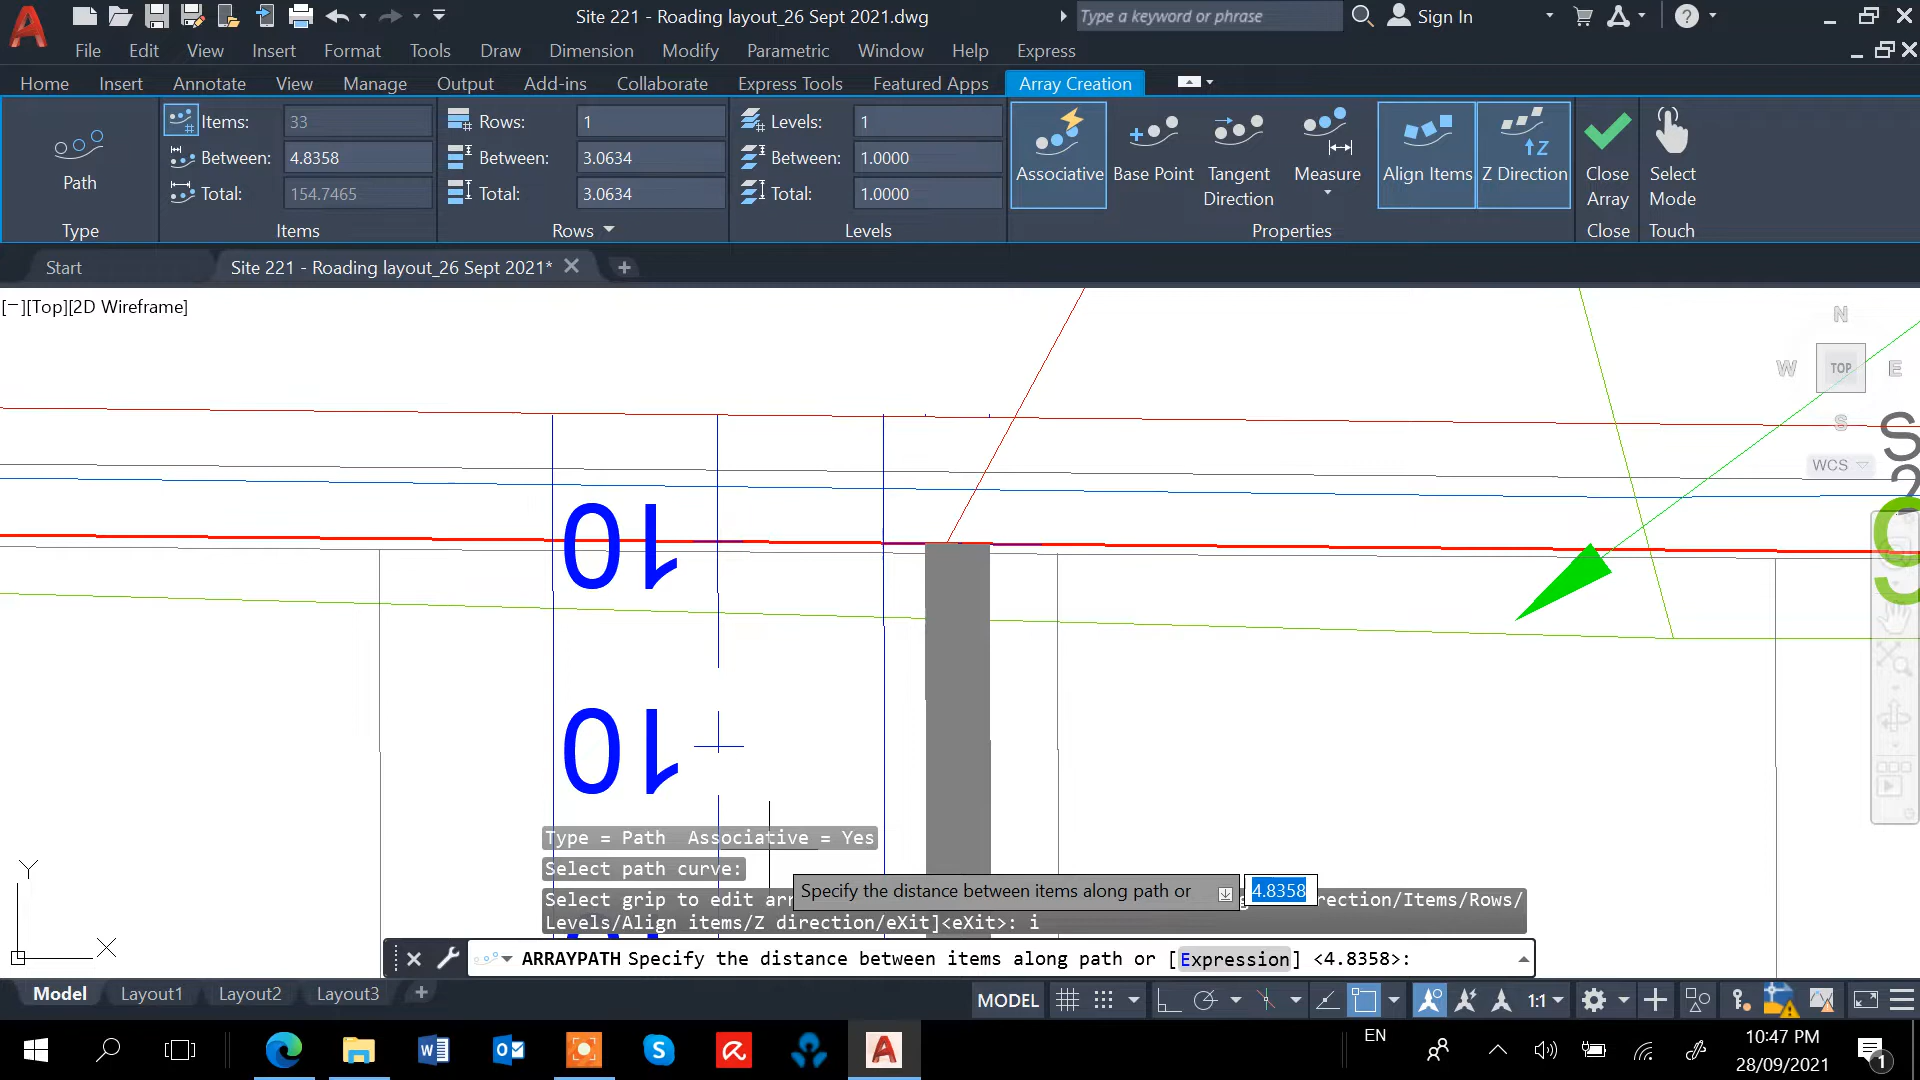 Site 221 - Roading layout_26 Sept 2021.dwg
Type a keyword or phrase
Sign In
File Edit View Insert Format Tools Draw Dimension Modify Parametric Window Help Express
Home Insert Annotate View Manage Output Add-ins Collaborate Express Tools Featured Apps Array Creation
Items: 33 Rows: 1 Levels: 1
Between: 4.8358 Between: 3.0634 Between: 1.0000
Total: 154.7465 Total: 3.0634 Total: 1.0000
Path
Associative Base Point Tangent Direction Measure Align Items Z Direction Close Array Select Mode
Type Items Rows Levels Properties Close Touch
Start Site 221 - Roading layout_26 Sept 2021*
[−][Top][2D Wireframe]
N
W TOP E
S
WCS
S
2
9
10
10
Type = Path Associative = Yes
Select path curve:
Specify the distance between items along path or 4.8358
Select grip to edit arr
rection/Items/Rows/
Levels/Align items/Z direction/eXit]<eXit>: i
ARRAYPATH Specify the distance between items along path or [Expression] <4.8358>:
Y
X
Model Layout1 Layout2 Layout3
MODEL 1:1
EN
10:47 PM
28/09/2021
1